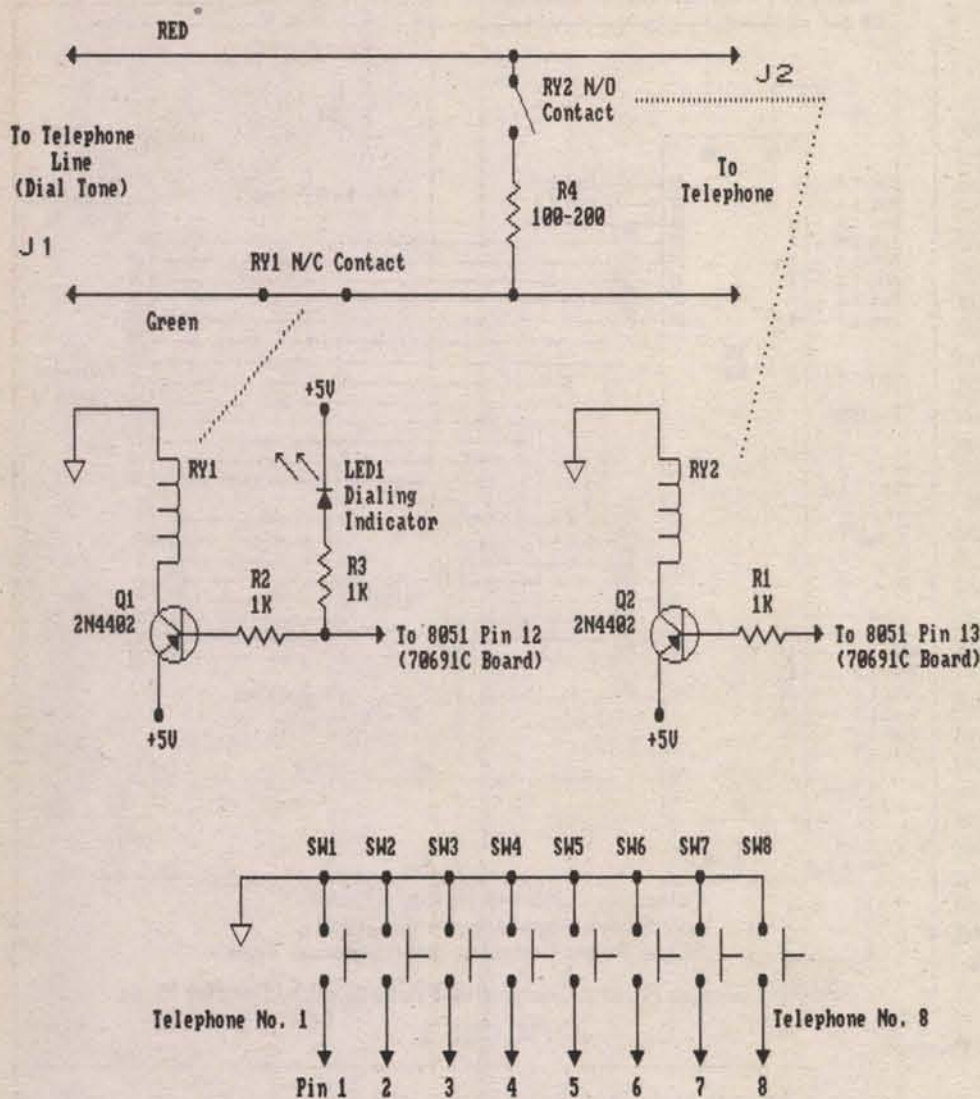 RED
J2
RY2 N/O
Contact
To Telephone
Line
(Dial Tone)
To
Telephone
R4
100-200
J1
RY1 N/C Contact
Green
+5V
RY1
LED1
Dialing
Indicator
RY2
R3
1K
Q1
2N4402
R2
1K
To 8051 Pin 12
(70691C Board)
+5V
Q2
2N4402
R1
1K
To 8051 Pin 13
(70691C Board)
+5V
SW1 SW2 SW3 SW4 SW5 SW6 SW7 SW8
Telephone No. 1
Telephone No. 8
Pin 1 2 3 4 5 6 7 8